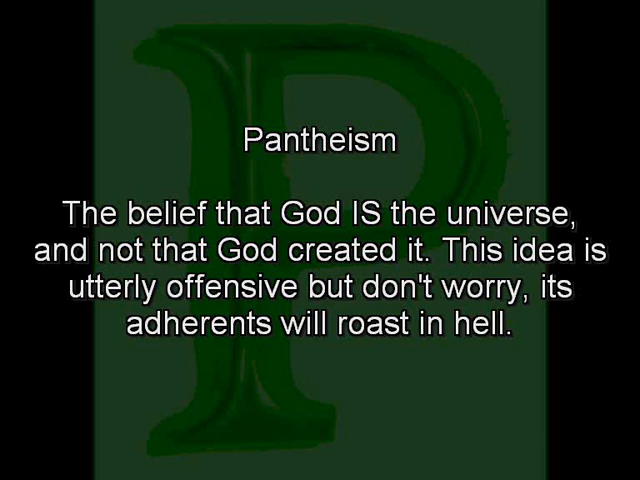 P
Pantheism
The belief that God IS the universe,
and not that God created it. This idea is
utterly offensive but don't worry, its
adherents will roast in hell.